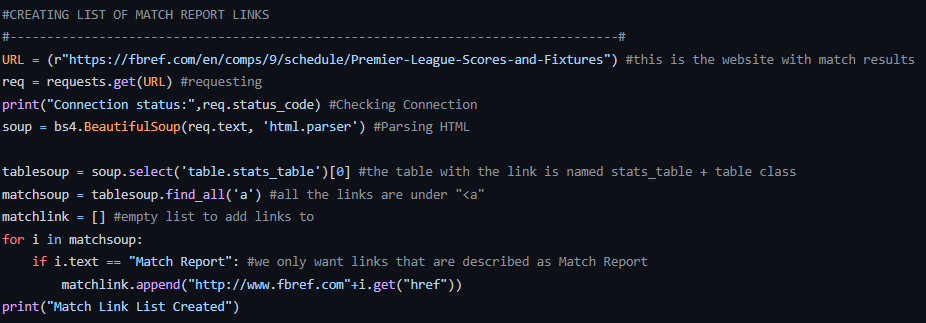 #CREATING LIST OF MATCH REPORT LINKS
#----------------------------------------------------------------------------------#
URL = (r"https://fbref.com/en/comps/9/schedule/Premier-League-Scores-and-Fixtures") #this is the website with match results
req = requests.get(URL) #requesting
print("Connection status:",req.status_code) #Checking Connection
soup = bs4.BeautifulSoup(req.text, 'html.parser') #Parsing HTML

tablesoup = soup.select('table.stats_table')[0] #the table with the link is named stats_table + table class
matchsoup = tablesoup.find_all('a') #all the links are under "<a"
matchlink = [] #empty list to add links to
for i in matchsoup:
    if i.text == "Match Report": #we only want links that are described as Match Report
        matchlink.append("http://www.fbref.com"+i.get("href"))
print("Match Link List Created")